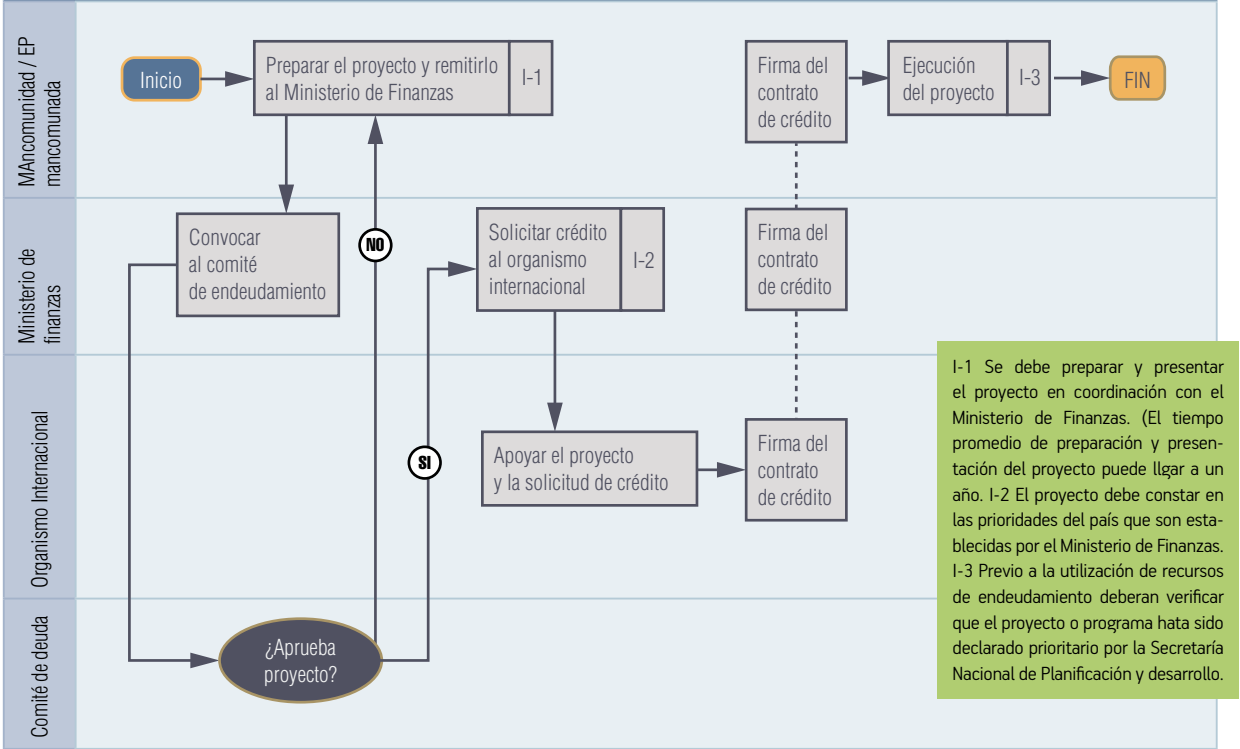 MAncomunidad / EP
mancomunada
Inicio
Preparar el proyecto y remitirlo
al Ministerio de Finanzas
I-1
Firma del
contrato
de crédito
Ejecución
del proyecto
I-3
FIN
Ministerio de
finanzas
Convocar
al comité
de endeudamiento
NO
Solicitar crédito
al organismo
internacional
I-2
Firma del
contrato
de crédito
Organismo Internacional
SI
Apoyar el proyecto
y la solicitud de crédito
Firma del
contrato
de crédito
Comité de deuda
¿Aprueba
proyecto?
I-1 Se debe preparar y presentar
el proyecto en coordinación con el
Ministerio de Finanzas. (El tiempo
promedio de preparación y presen-
tación del proyecto puede llgar a un
año. I-2 El proyecto debe constar en
las prioridades del país que son esta-
blecidas por el Ministerio de Finanzas.
I-3 Previo a la utilización de recursos
de endeudamiento deberan verificar
que el proyecto o programa hata sido
declarado prioritario por la Secretaría
Nacional de Planificación y desarrollo.